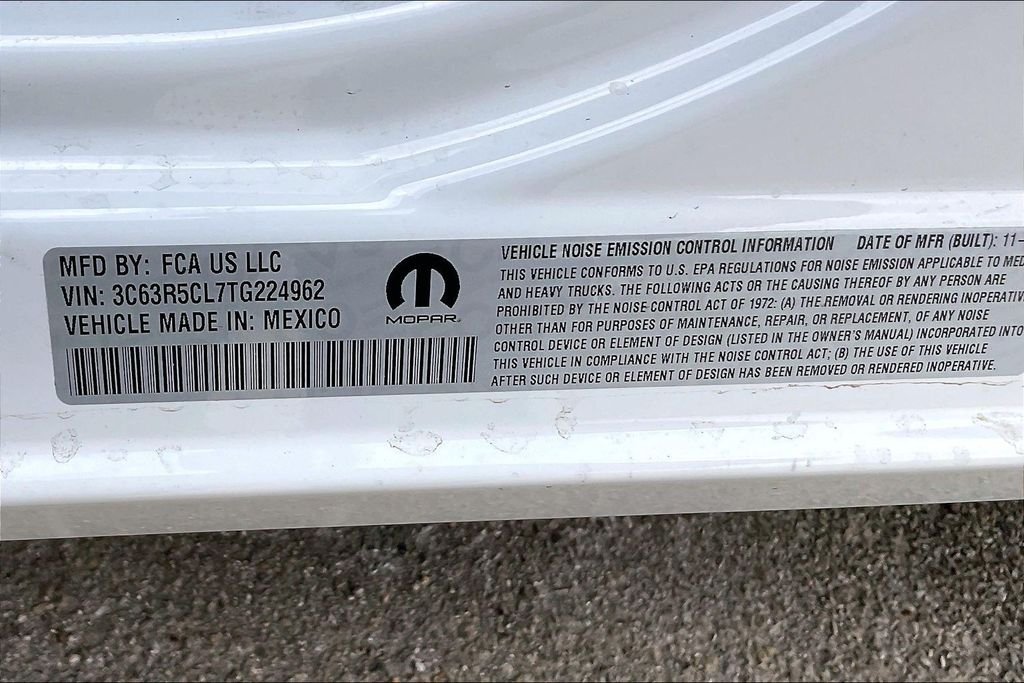 MFD BY: FCA US LLC
VIN: 3C63R5CL7TG224962
VEHICLE MADE IN: MEXICO
MOPAR
VEHICLE NOISE EMISSION CONTROL INFORMATION DATE OF MFR (BUILT): 11-
THIS VEHICLE CONFORMS TO U.S. EPA REGULATIONS FOR NOISE EMISSION APPLICABLE TO MED
AND HEAVY TRUCKS. THE FOLLOWING ACTS OR THE CAUSING THEREOF BY ANY PERSON ARE
PROHIBITED BY THE NOISE CONTROL ACT OF 1972: (A) THE REMOVAL OR RENDERING INOPERATIV
OTHER THAN FOR PURPOSES OF MAINTENANCE, REPAIR, OR REPLACEMENT, OF ANY NOISE
CONTROL DEVICE OR ELEMENT OF DESIGN (LISTED IN THE OWNER'S MANUAL) INCORPORATED INTO
THIS VEHICLE IN COMPLIANCE WITH THE NOISE CONTROL ACT; (B) THE USE OF THIS VEHICLE
AFTER SUCH DEVICE OR ELEMENT OF DESIGN HAS BEEN REMOVED OR RENDERED INOPERATIVE.